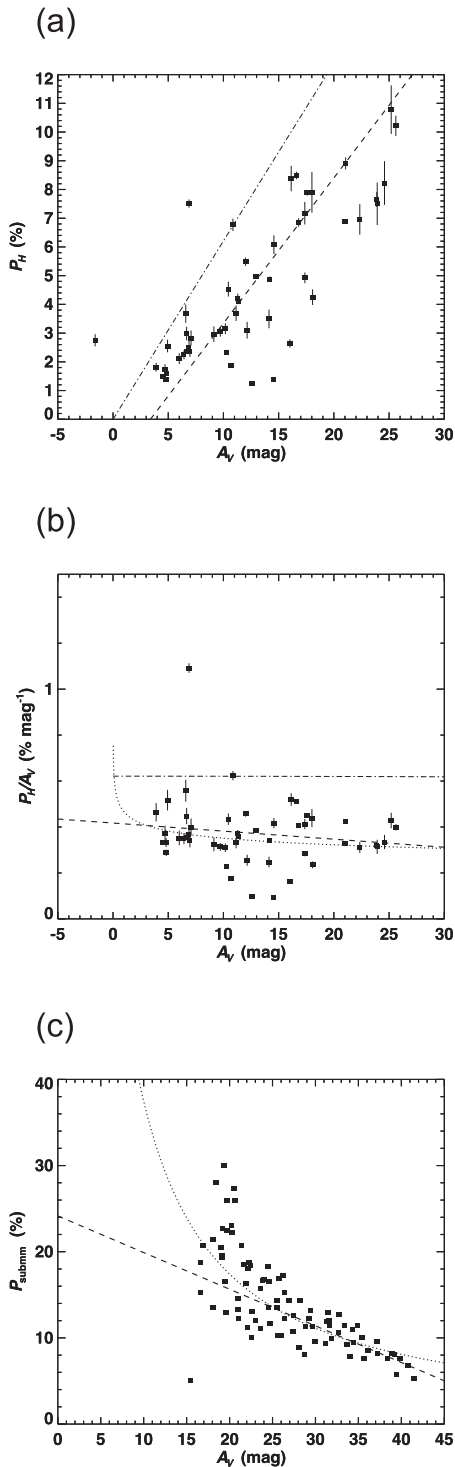 (a)
12
11
10
9
8
7
6
5
4
3
2
1
0
P_H (%)
-5 0 5 10 15 20 25 30
A_V (mag)
(b)
1
0
P_H/A_V (% mag⁻¹)
-5 0 5 10 15 20 25 30
A_V (mag)
(c)
40
30
20
10
0
P_submm (%)
0 5 10 15 20 25 30 35 40 45
A_V (mag)